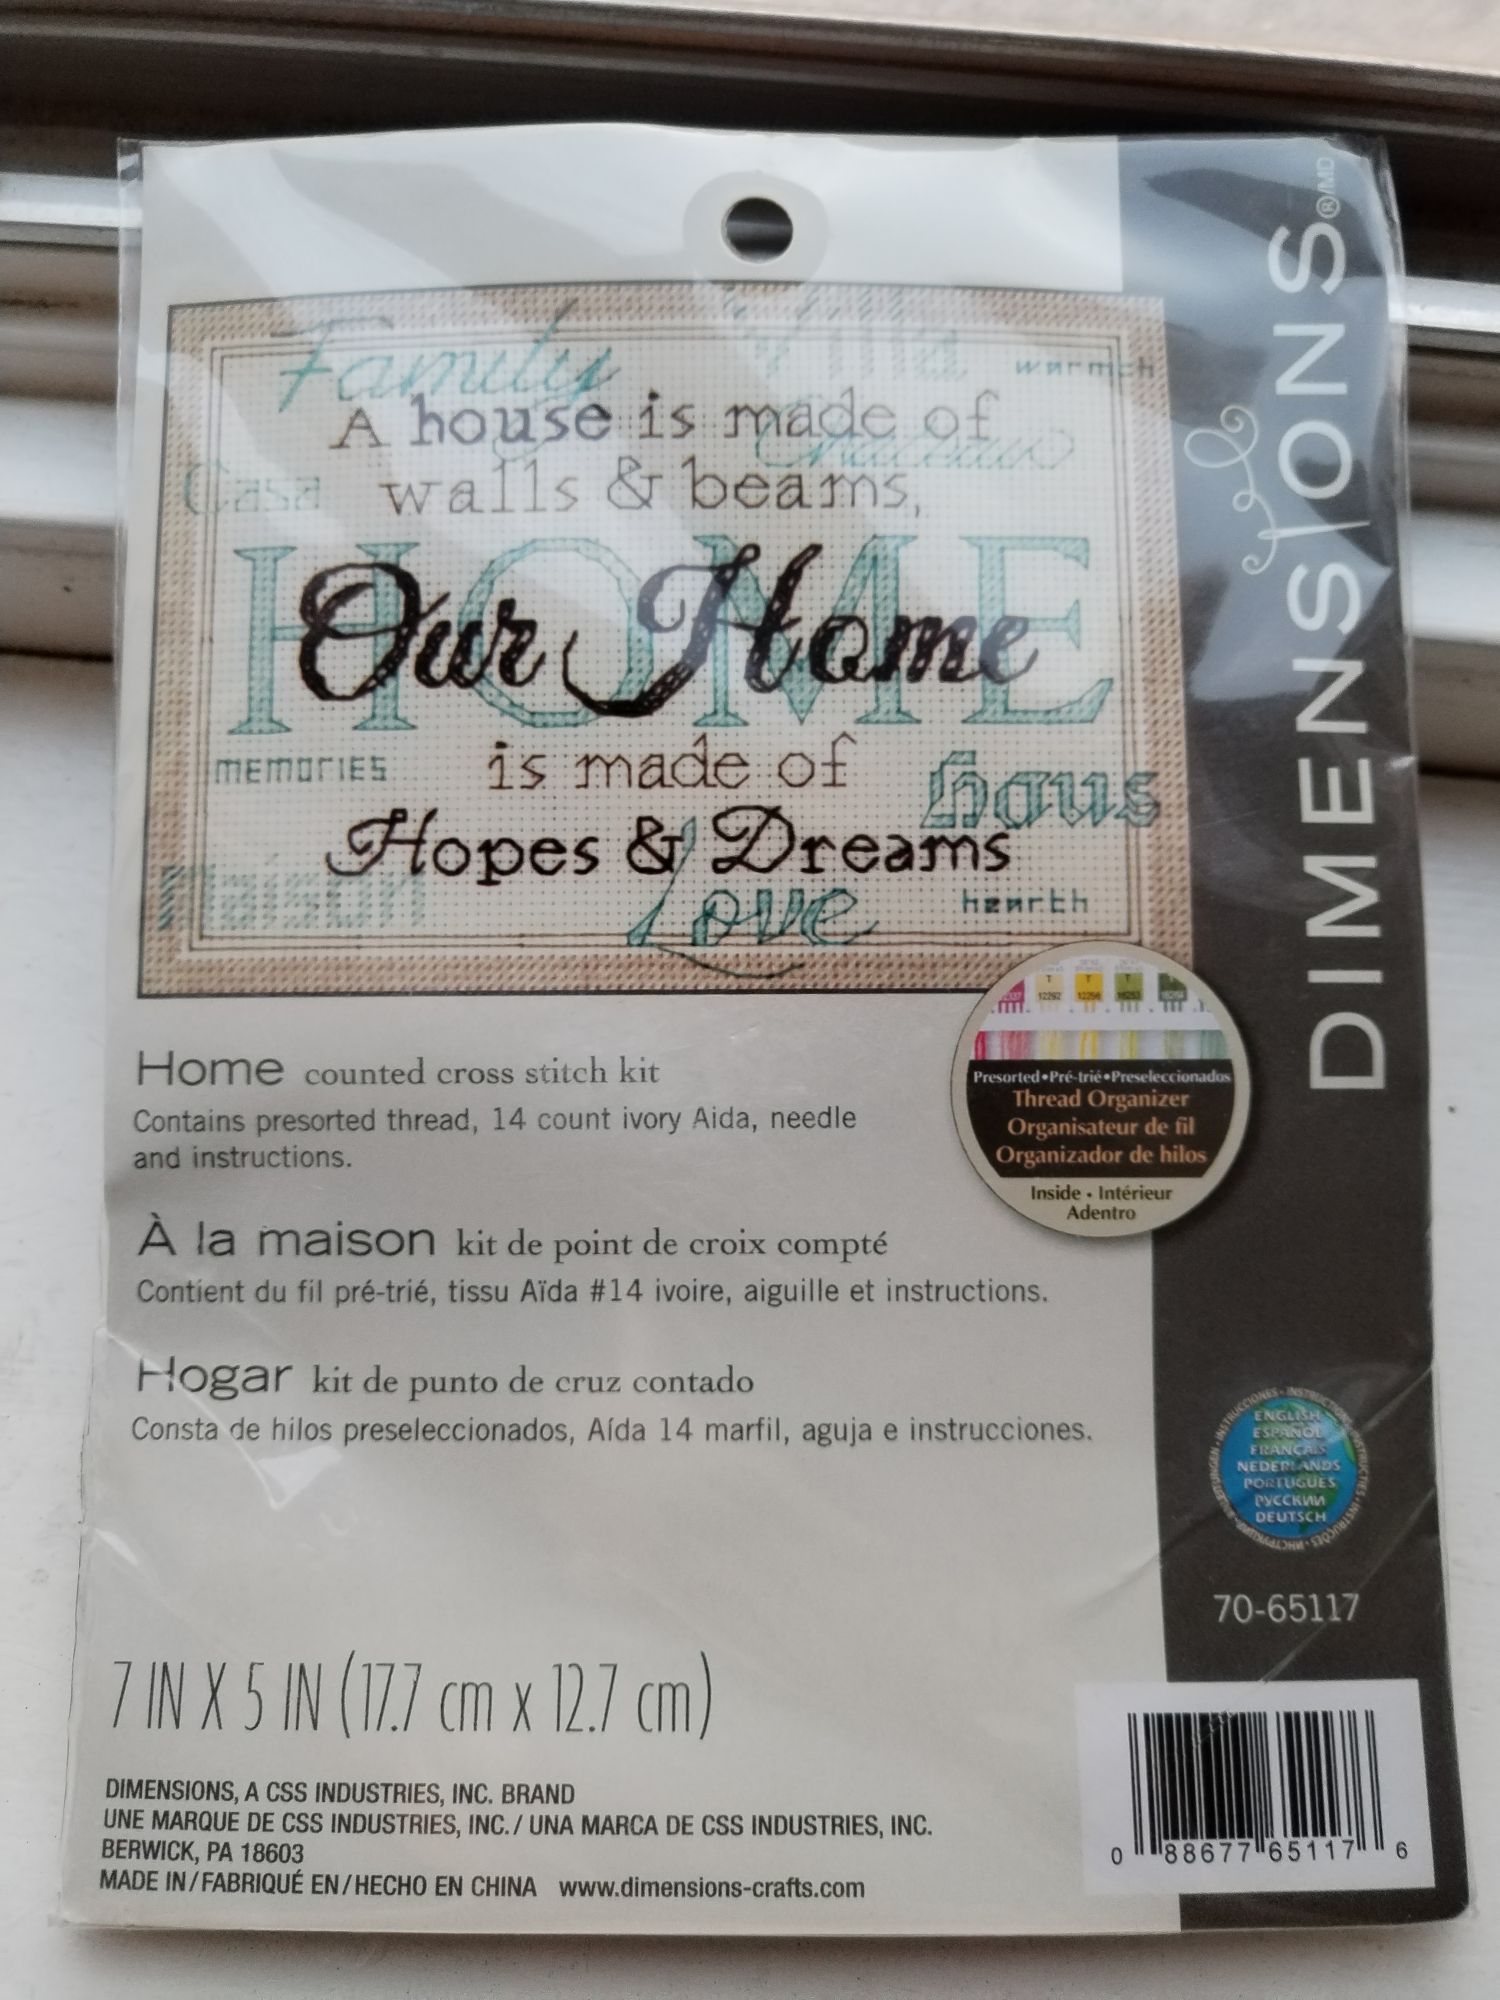 Family
Villa
warmth
A house is made of
Chateau
Casa
walls & beams,
HOME
Our Home
MEMORIES
is made of
haus
Hopes & Dreams
Maison
Love
hearth
DIMENSIONS®/MD
12292
12298
Presorted•Pré-trié•Preseleccionados
Thread Organizer
Organisateur de fil
Organizador de hilos
Inside • Intérieur
Adentro
Home counted cross stitch kit
Contains presorted thread, 14 count ivory Aida, needle
and instructions.
À la maison kit de point de croix compté
Contient du fil pré-trié, tissu Aïda #14 ivoire, aiguille et instructions.
Hogar kit de punto de cruz contado
Consta de hilos preseleccionados, Aída 14 marfil, aguja e instrucciones.
ENGLISH
ESPAÑOL
FRANÇAIS
NEDERLANDS
PORTUGUÊS
РУССКИЙ
DEUTSCH
70-65117
7 IN X 5 IN (17.7 cm x 12.7 cm)
DIMENSIONS, A CSS INDUSTRIES, INC. BRAND
UNE MARQUE DE CSS INDUSTRIES, INC. / UNA MARCA DE CSS INDUSTRIES, INC.
BERWICK, PA 18603
MADE IN / FABRIQUÉ EN / HECHO EN CHINA www.dimensions-crafts.com
0 88677 65117 6